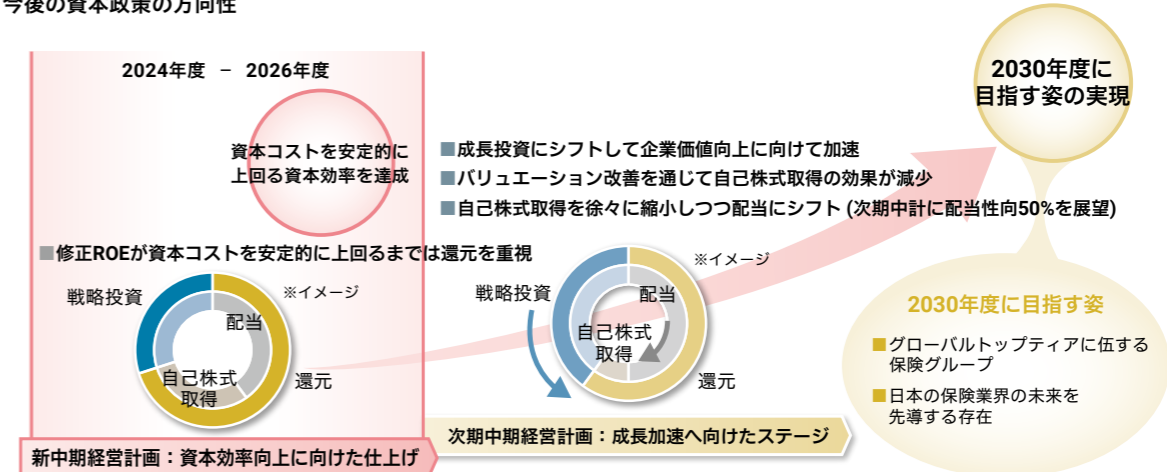 今後の資本政策の方向性
2024年度 – 2026年度
資本コストを安定的に
上回る資本効率を達成
■修正ROEが資本コストを安定的に上回るまでは還元を重視
戦略投資
※イメージ
配当
自己株式
取得
還元
新中期経営計画：資本効率向上に向けた仕上げ
■成長投資にシフトして企業価値向上に向けて加速
■バリュエーション改善を通じて自己株式取得の効果が減少
■自己株式取得を徐々に縮小しつつ配当にシフト (次期中計に配当性向50%を展望)
戦略投資
※イメージ
配当
自己株式
取得
還元
次期中期経営計画：成長加速へ向けたステージ
2030年度に
目指す姿の実現
2030年度に目指す姿
■グローバルトップティアに伍する
保険グループ
■日本の保険業界の未来を
先導する存在